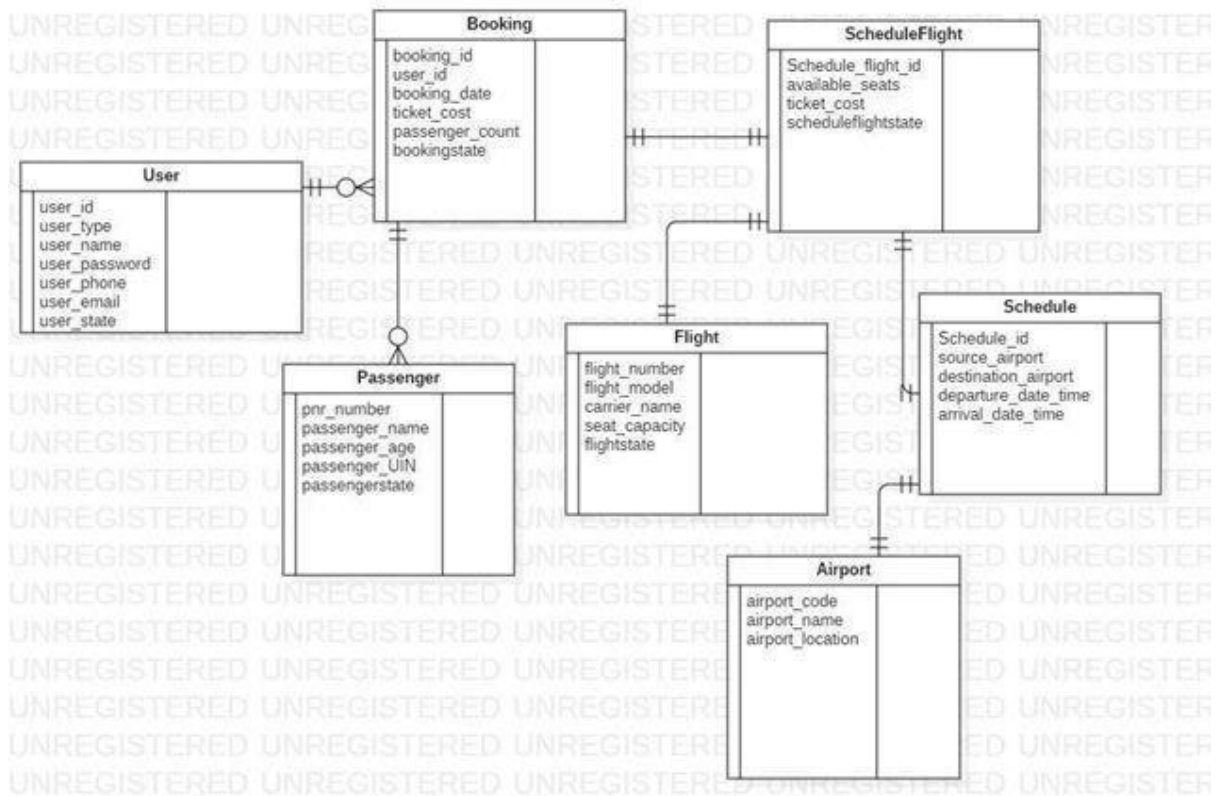 Booking
booking_id
user_id
booking_date
ticket_cost
passenger_count
bookingstate
ScheduleFlight
Schedule_flight_id
available_seats
ticket_cost
scheduleflightstate
User
user_id
user_type
user_name
user_password
user_phone
user_email
user_state
Schedule
Schedule_id
source_airport
destination_airport
departure_date_time
arrival_date_time
Flight
flight_number
flight_model
carrier_name
seat_capacity
flightstate
Passenger
pnr_number
passenger_name
passenger_age
passenger_UIN
passengerstate
Airport
airport_code
airport_name
airport_location
UNREGISTERED